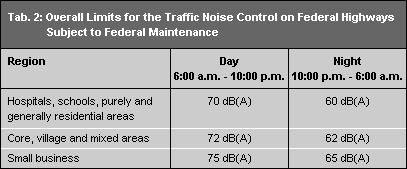 Tab. 2: Overall Limits for the Traffic Noise Control on Federal Highways
Subject to Federal Maintenance
Region
Day
6:00 a.m. - 10:00 p.m.
Night
10:00 p.m. - 6:00 a.m.
Hospitals, schools, purely and
generally residential areas
70 dB(A)
60 dB(A)
Core, village and mixed areas
72 dB(A)
62 dB(A)
Small business
75 dB(A)
65 dB(A)